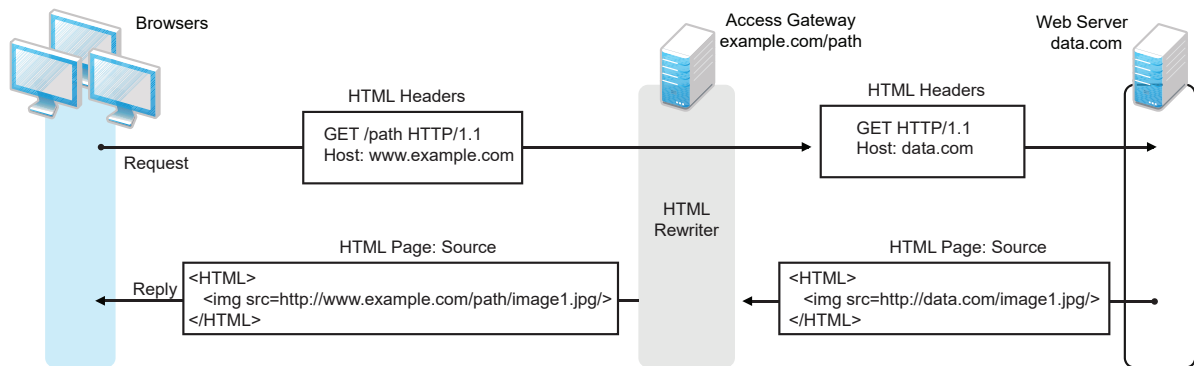 Browsers
Access Gateway
example.com/path
Web Server
data.com
HTML Headers
GET /path HTTP/1.1
Host: www.example.com
Request
HTML Headers
GET HTTP/1.1
Host: data.com
HTML
Rewriter
HTML Page: Source
<HTML>
<img src=http://www.example.com/path/image1.jpg/>
</HTML>
Reply
HTML Page: Source
<HTML>
<img src=http://data.com/image1.jpg/>
</HTML>